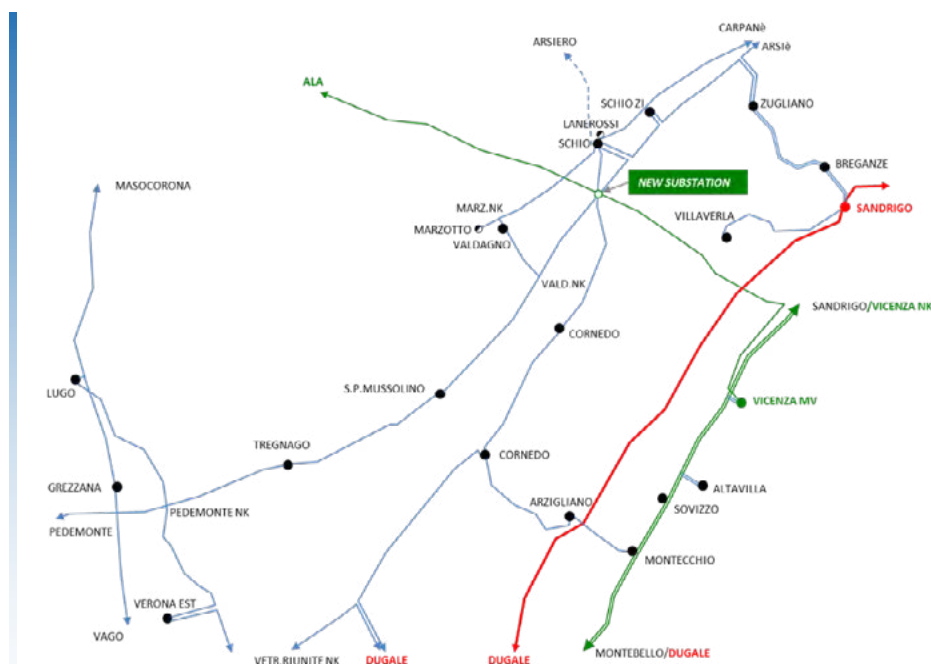 CARPANè
ARSIERO
ARSIè
ALA
SCHIO ZI
ZUGLIANO
LANEROSSI
SCHIO
BREGANZE
NEW SUBSTATION
MASOCORONA
SANDRIGO
MARZ.NK
VILLAVERLA
MARZOTTO
VALDAGNO
VALD.NK
SANDRIGO/VICENZA NK
CORNEDO
S.P.MUSSOLINO
LUGO
VICENZA MV
TREGNAGO
CORNEDO
GREZZANA
ARZIGLIANO
ALTAVILLA
SOVIZZO
PEDEMONTE NK
PEDEMONTE
MONTECCHIO
VERONA EST
VAGO
VETR.RIUNITE NK
DUGALE
DUGALE
MONTEBELLO/DUGALE